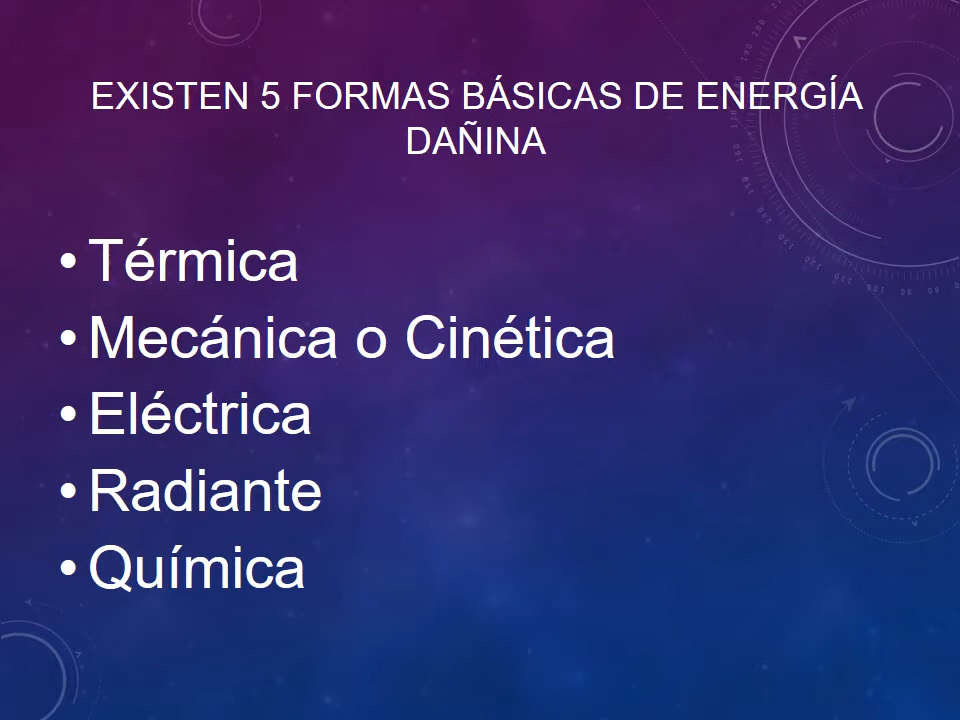 EXISTEN 5 FORMAS BÁSICAS DE ENERGÍA
DAÑINA
• Térmica
• Mecánica o Cinética
• Eléctrica
• Radiante
• Química